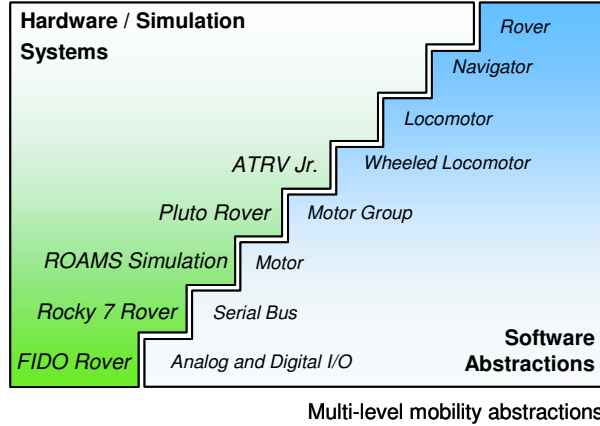 Hardware / Simulation
Systems
Rover
Navigator
Locomotor
ATRV Jr.
Wheeled Locomotor
Pluto Rover
Motor Group
ROAMS Simulation
Motor
Rocky 7 Rover
Serial Bus
FIDO Rover
Analog and Digital I/O
Software
Abstractions
Multi-level mobility abstractions